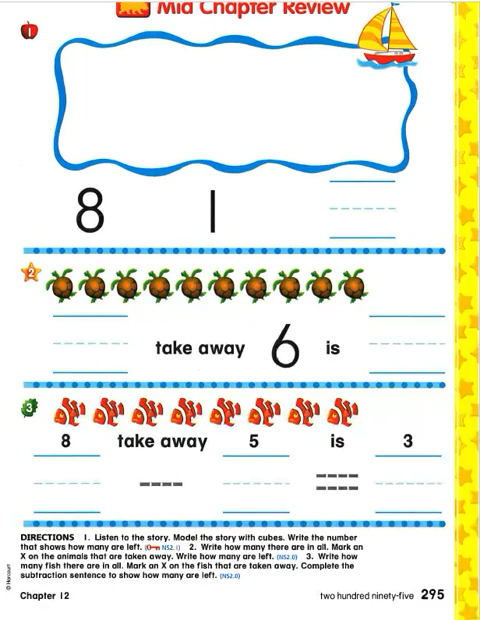 Mid Chapter Review
1
8 1
2
take away 6 is
3
8 take away 5 is 3
DIRECTIONS 1. Listen to the story. Model the story with cubes. Write the number
that shows how many are left. (NS2.1) 2. Write how many there are in all. Mark an
X on the animals that are taken away. Write how many are left. (NS2.0) 3. Write how
many fish there are in all. Mark an X on the fish that are taken away. Complete the
subtraction sentence to show how many are left. (NS2.0)
© Harcourt
Chapter 12 two hundred ninety-five 295